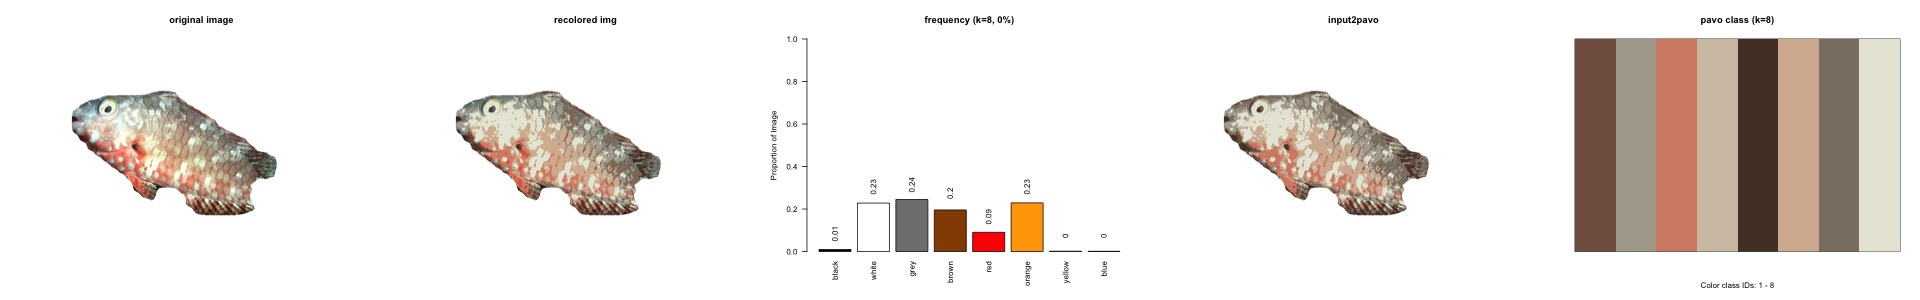 original image
recolored img
frequency (k=8, 0%)
input2pavo
pavo class (k=8)
Proportion of Image
1.0
0.8
0.6
0.4
0.2
0.0
0.01
0.23
0.24
0.2
0.09
0.23
0
0
black
white
grey
brown
red
orange
yellow
blue
Color class IDs: 1 - 8